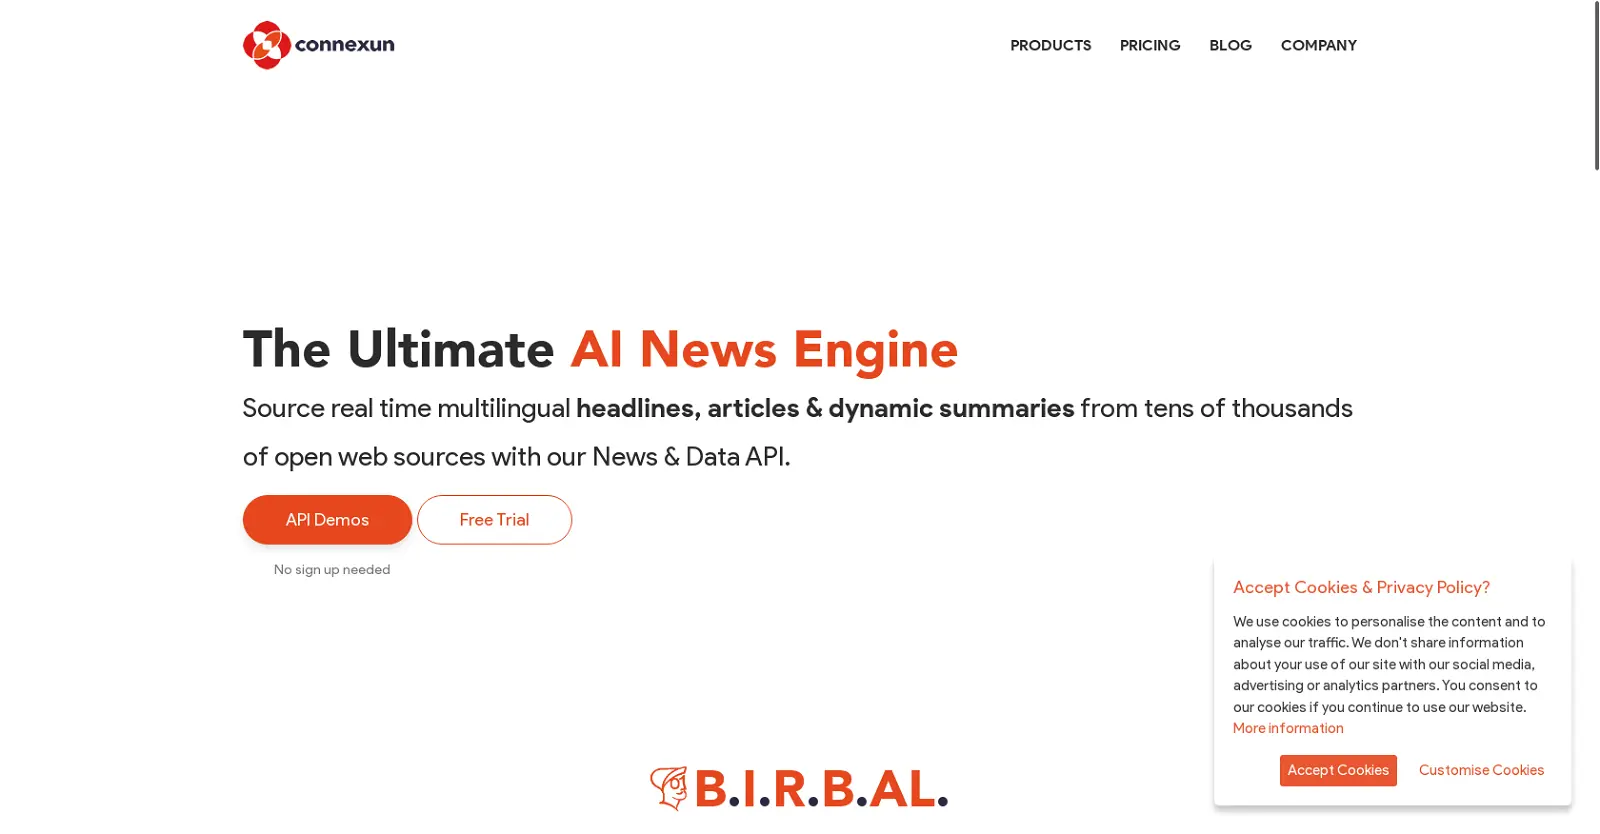 connexun
PRODUCTS PRICING BLOG COMPANY
The Ultimate AI News Engine
Source real time multilingual headlines, articles & dynamic summaries from tens of thousands
of open web sources with our News & Data API.
API Demos Free Trial
No sign up needed
Accept Cookies & Privacy Policy?
We use cookies to personalise the content and to
analyse our traffic. We don't share information
about your use of our site with our social media,
advertising or analytics partners. You consent to
our cookies if you continue to use our website.
More information
Accept Cookies Customise Cookies
B.I.R.B.AL.